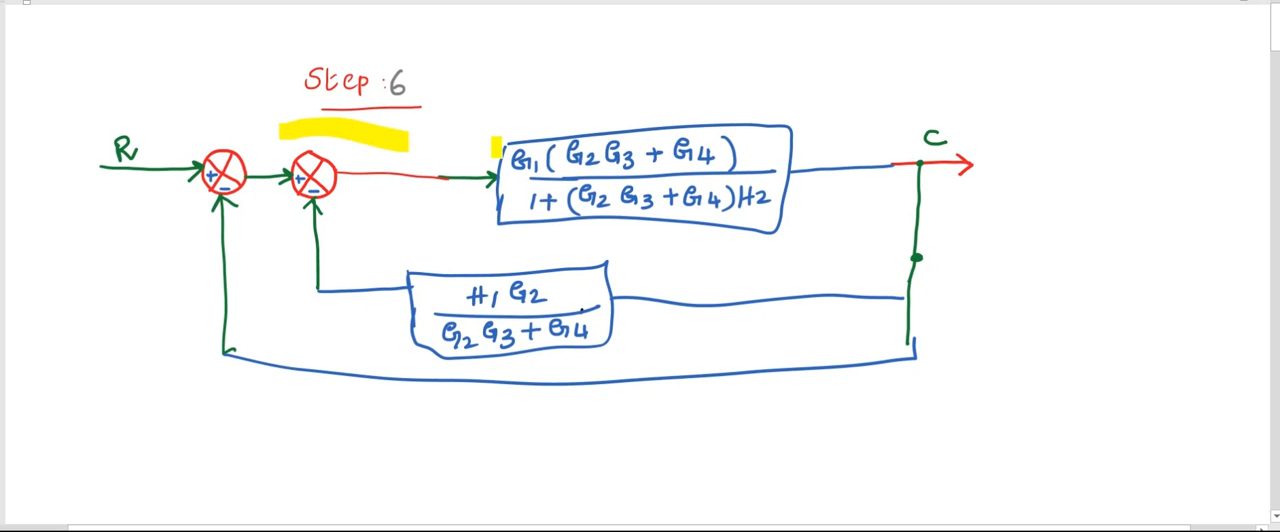 Step :6
R
C
G1 (G2 G3 + G4)
1+ (G2 G3 + G4) H2
+
-
+
-
H1 G2
G2 G3 + G4